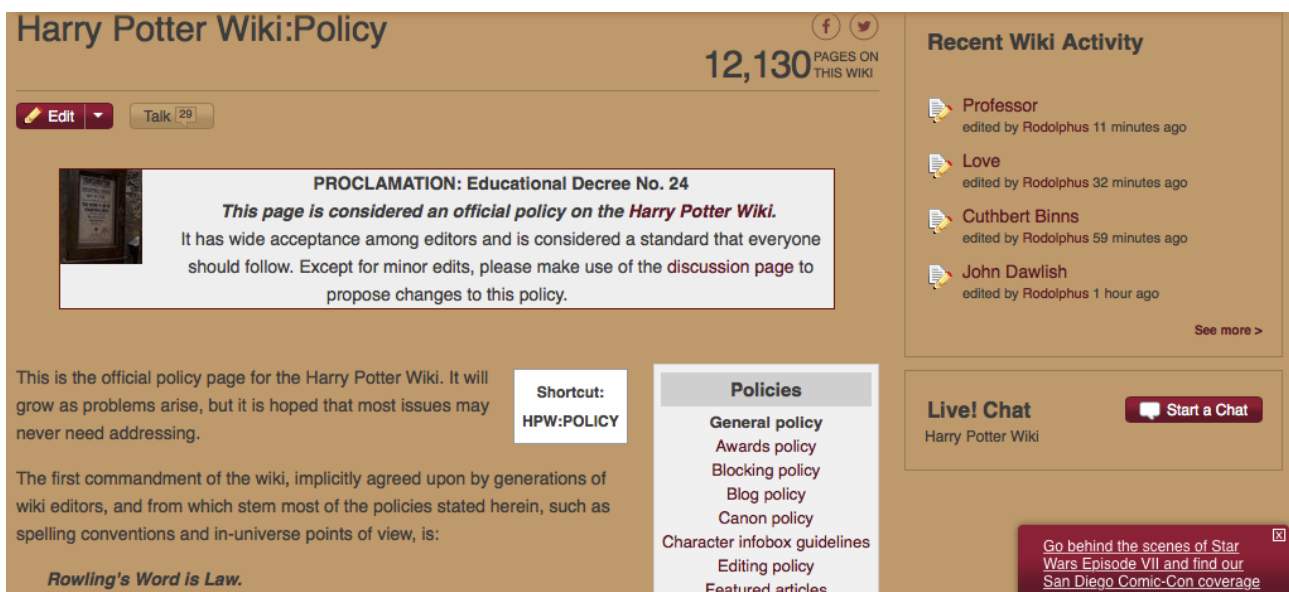 Harry Potter Wiki:Policy
12,130 PAGES ON
THIS WIKI
Edit
Talk 29
PROCLAMATION: Educational Decree No. 24
This page is considered an official policy on the Harry Potter Wiki.
It has wide acceptance among editors and is considered a standard that everyone
should follow. Except for minor edits, please make use of the discussion page to
propose changes to this policy.
This is the official policy page for the Harry Potter Wiki. It will
grow as problems arise, but it is hoped that most issues may
never need addressing.
Shortcut:
HPW:POLICY
The first commandment of the wiki, implicitly agreed upon by generations of
wiki editors, and from which stem most of the policies stated herein, such as
spelling conventions and in-universe points of view, is:
Rowling's Word is Law.
Policies
General policy
Awards policy
Blocking policy
Blog policy
Canon policy
Character infobox guidelines
Editing policy
Featured articles
Recent Wiki Activity
Professor
edited by Rodolphus 11 minutes ago
Love
edited by Rodolphus 32 minutes ago
Cuthbert Binns
edited by Rodolphus 59 minutes ago
John Dawlish
edited by Rodolphus 1 hour ago
See more >
Live! Chat
Start a Chat
Harry Potter Wiki
Go behind the scenes of Star
Wars Episode VII and find our
San Diego Comic-Con coverage